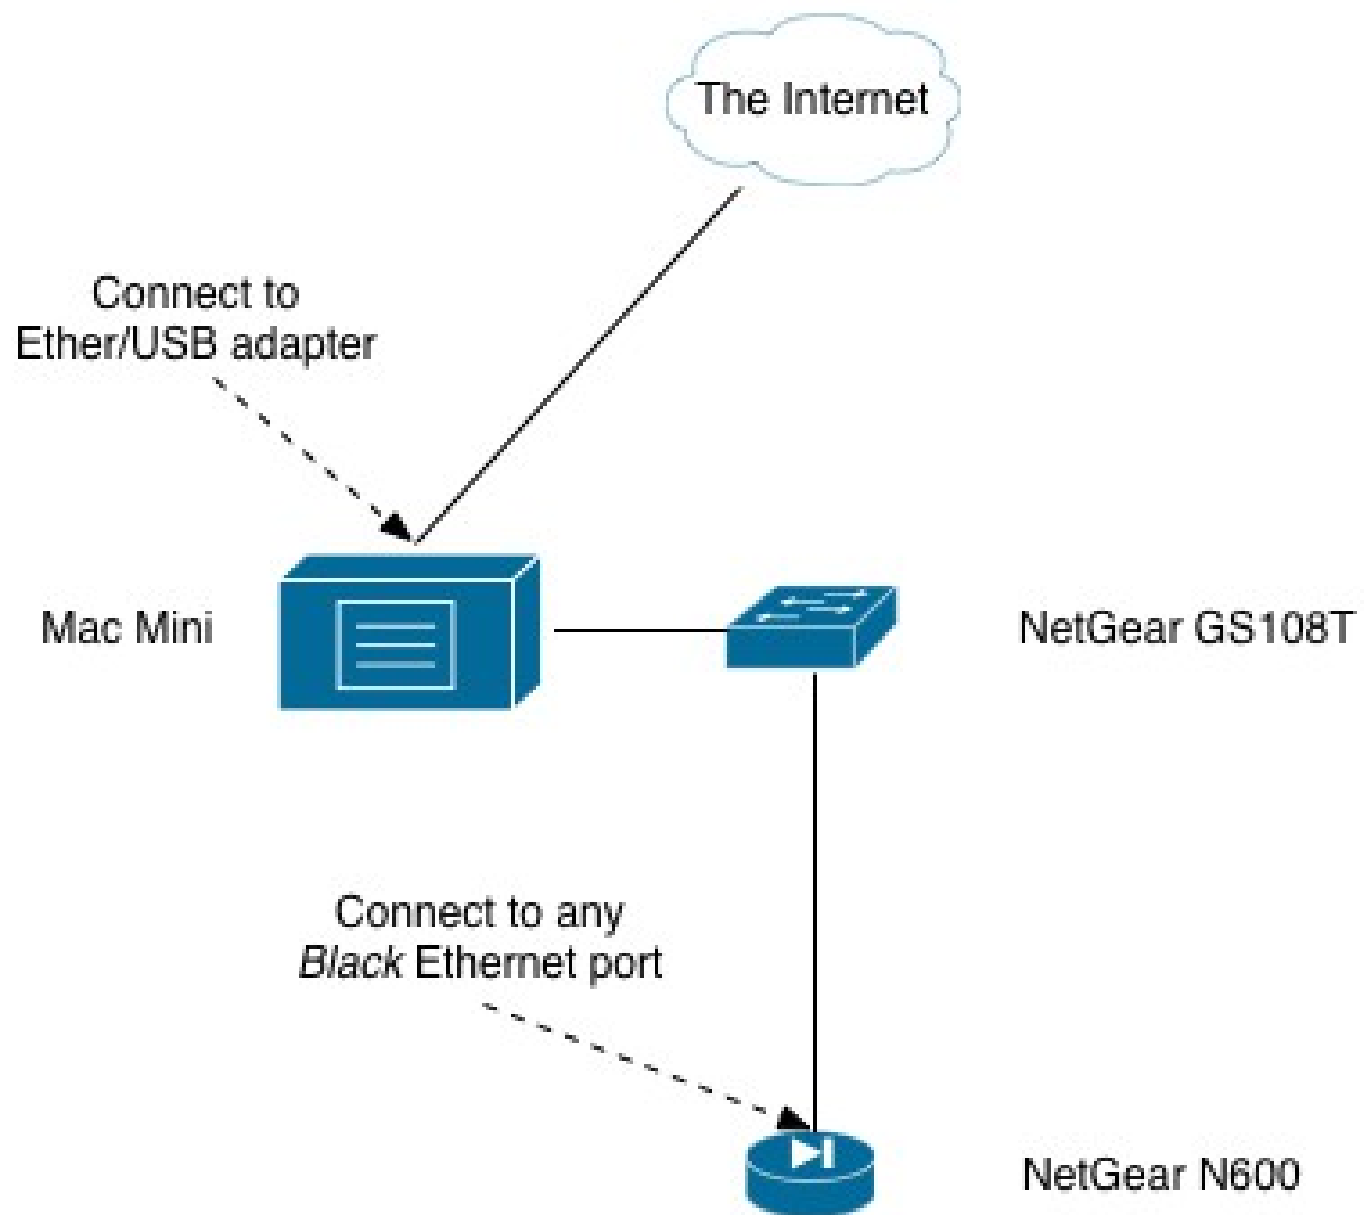 The Internet
Connect to
Ether/USB adapter
Mac Mini
NetGear GS108T
Connect to any
Black Ethernet port
NetGear N600